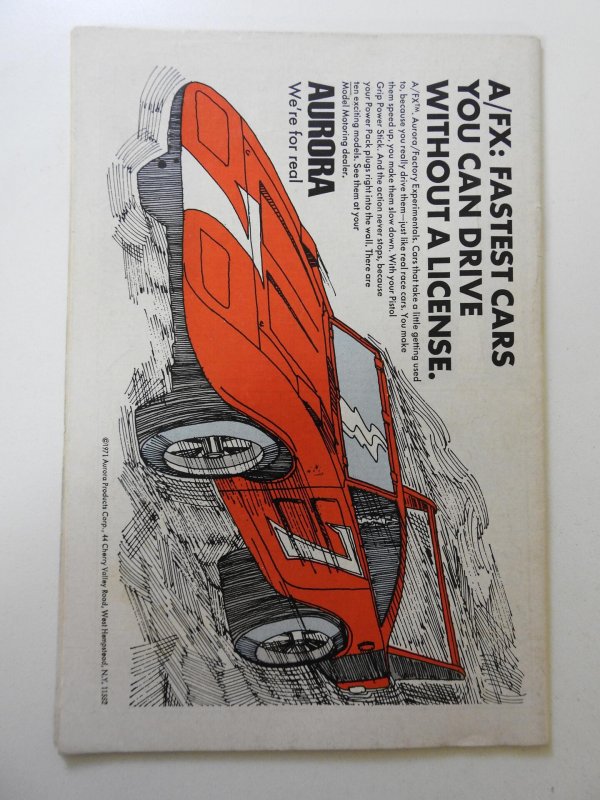 A/FX: FASTEST CARS
YOU CAN DRIVE
WITHOUT A LICENSE.
A/FX™. Aurora/Factory Experimentals. Cars that take a little getting used
to, because you really drive them—just like real race cars. You make
them speed up, you make them slow down. With your Pistol
Grip Power Stick. And the action never stops, because
your Power Pack plugs right into the wall. There are
ten exciting models. See them at your
Model Motoring dealer.
AURORA
We're for real
7
7
©1971 Aurora Products Corp., 44 Cherry Valley Road, West Hempstead, N.Y. 11552